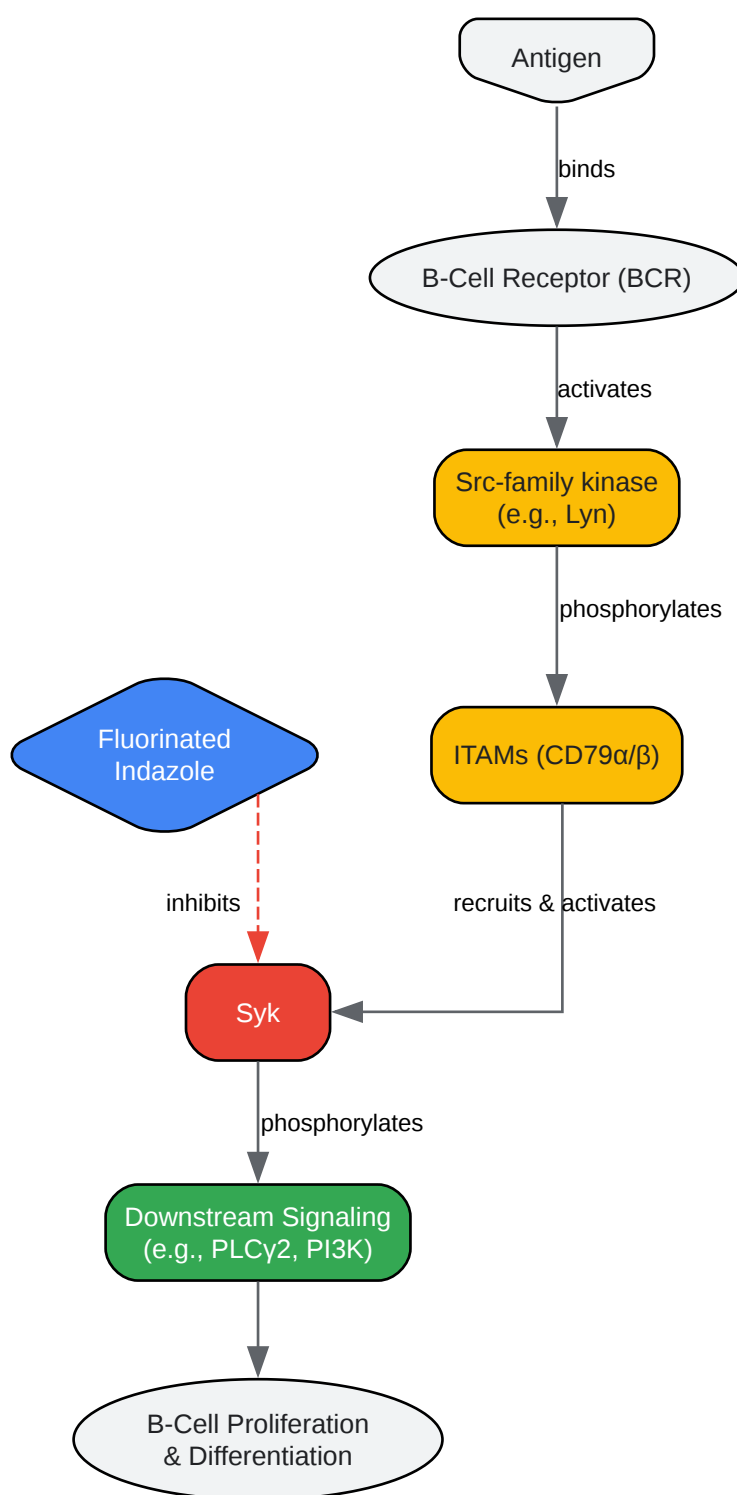 Antigen
binds
B-Cell Receptor (BCR)
activates
Src-family kinase
(e.g., Lyn)
phosphorylates
Fluorinated
Indazole
ITAMs (CD79α/β)
inhibits
recruits & activates
Syk
phosphorylates
Downstream Signaling
(e.g., PLCγ2, PI3K)
B-Cell Proliferation
& Differentiation